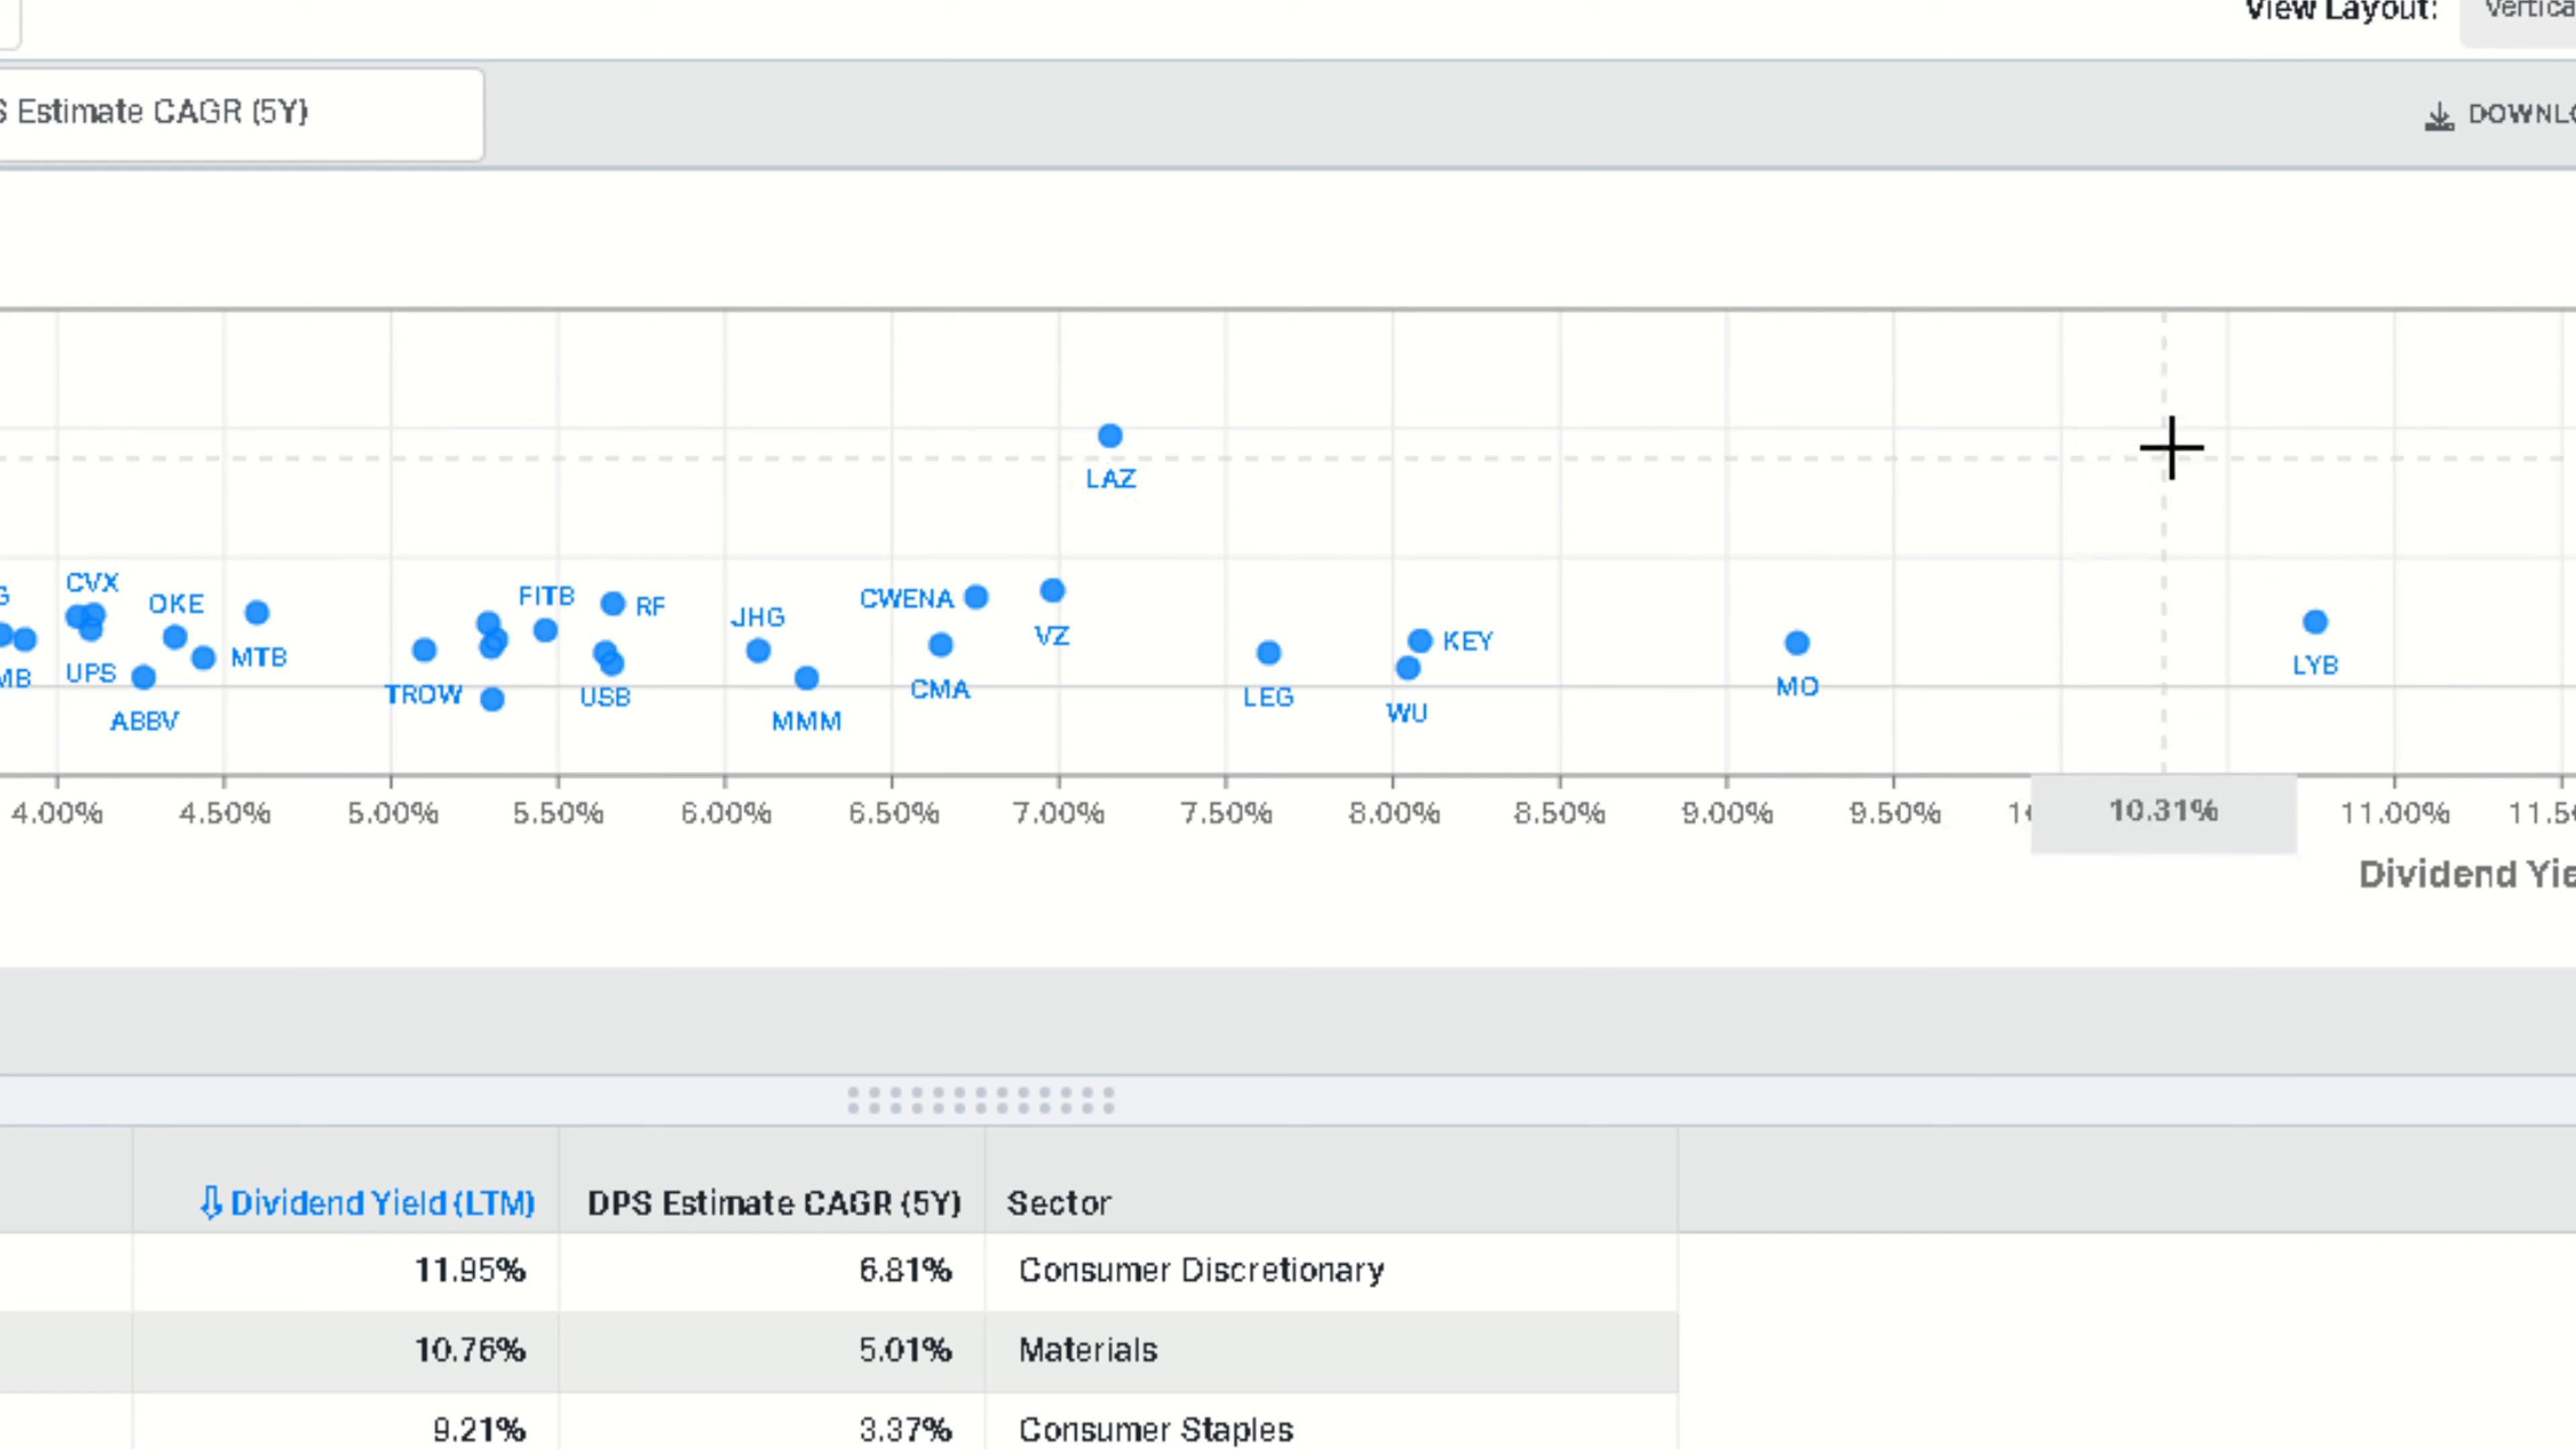 View Layout:
S Estimate CAGR (5Y)
LAZ
CVX
OKE
FITB
RF
JHG
CWENA
VZ
KEY
MTB
UPS
ABBV
TROW
USB
MMM
CMA
LEG
WU
MO
LYB
4.00% 4.50% 5.00% 5.50% 6.00% 6.50% 7.00% 7.50% 8.00% 8.50% 9.00% 9.50% 10.31% 11.00%
Dividend
Dividend Yield (LTM) DPS Estimate CAGR (5Y) Sector
11.95% 6.81% Consumer Discretionary
10.76% 5.01% Materials
9.21% 3.37% Consumer Staples